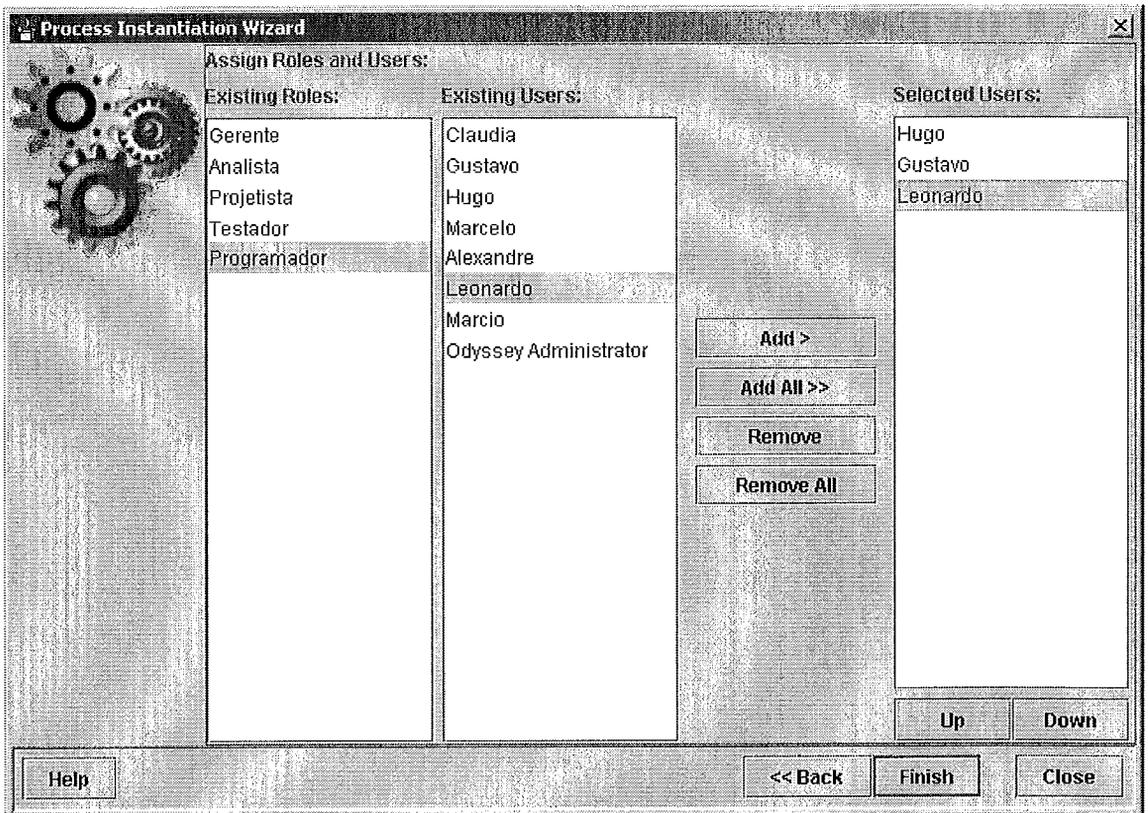 Process Instantiation Wizard
Assign Roles and Users:
Existing Roles:
Gerente
Analista
Projetista
Testador
Programador
Existing Users:
Claudia
Gustavo
Hugo
Marcelo
Alexandre
Leonardo
Marcio
Odyssey Administrator
Add >
Add All >>
Remove
Remove All
Selected Users:
Hugo
Gustavo
Leonardo
Up
Down
Help
<< Back
Finish
Close